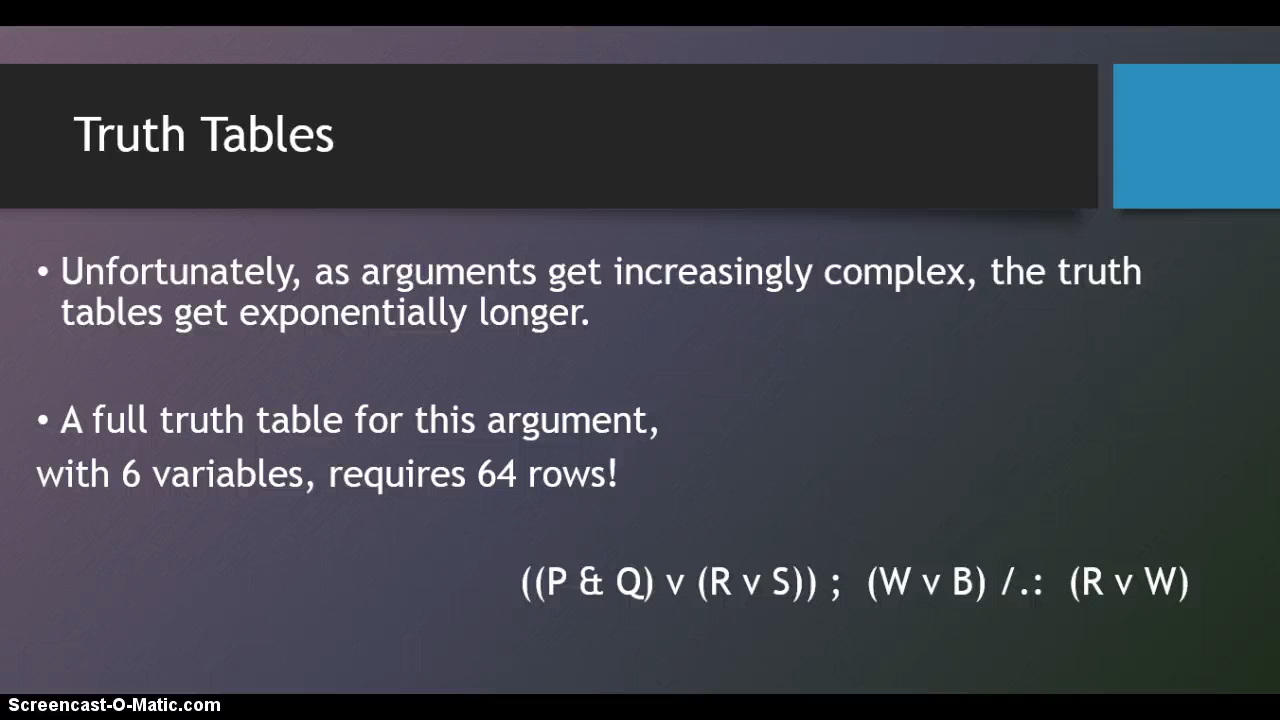 Truth Tables
• Unfortunately, as arguments get increasingly complex, the truth
tables get exponentially longer.
• A full truth table for this argument,
with 6 variables, requires 64 rows!
((P & Q) v (R v S)) ; (W v B) /.: (R v W)
Screencast-O-Matic.com